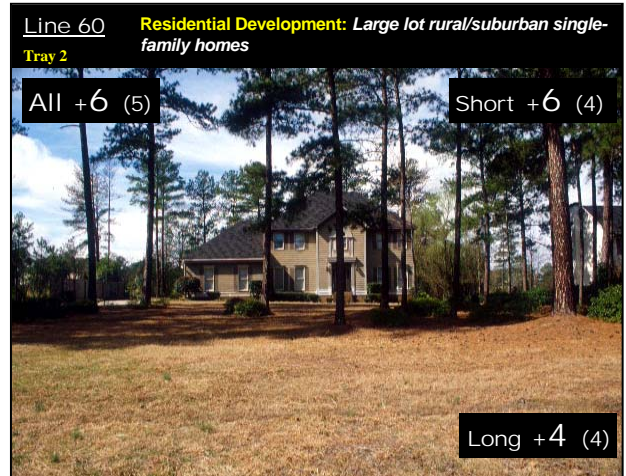 Line 60
Residential Development: Large lot rural/suburban single-
family homes
Tray 2
All +6 (5)
Short +6 (4)
Long +4 (4)